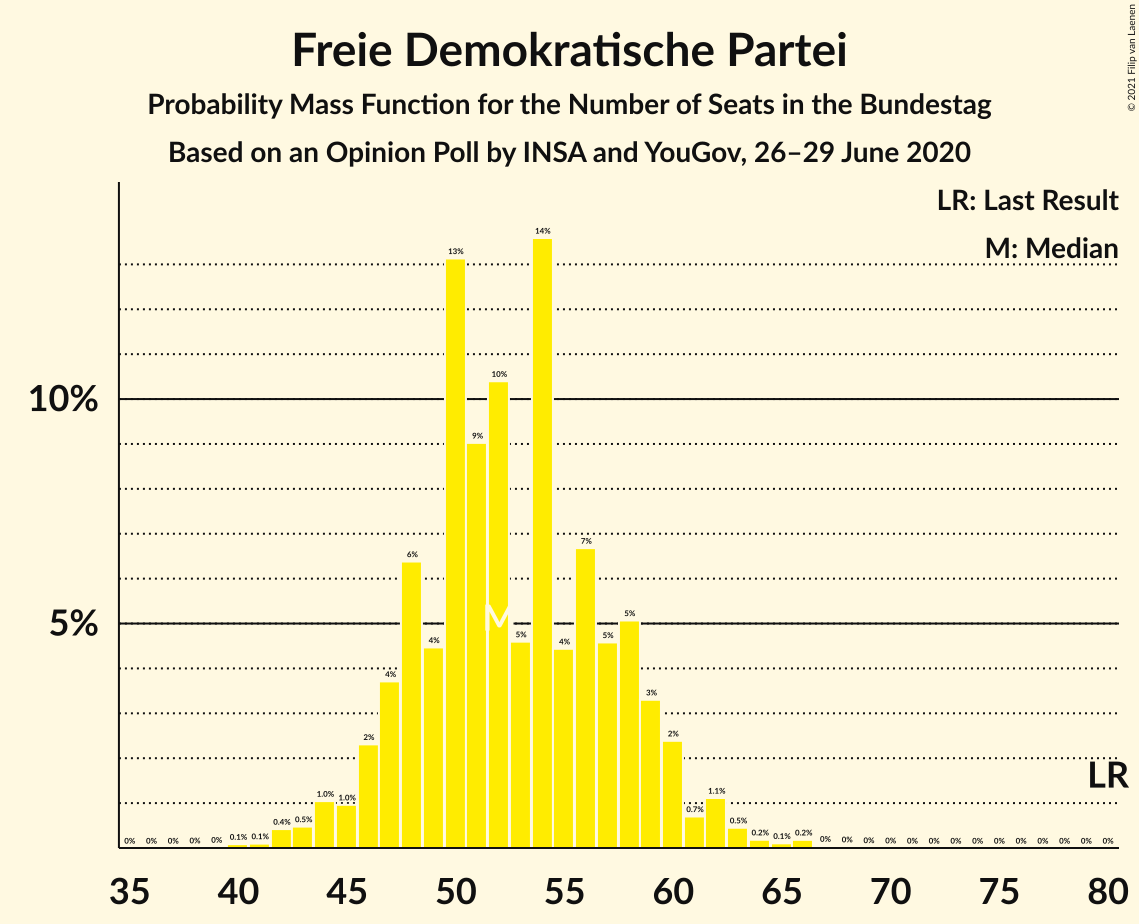 © 2021 Filip van Laenen
Freie Demokratische Partei
Probability Mass Function for the Number of Seats in the Bundestag
Based on an Opinion Poll by INSA and YouGov, 26–29 June 2020
LR: Last Result
M: Median
10%
5%
0% 0% 0% 0% 0% 0.1% 0.1% 0.4% 0.5% 1.0% 1.0% 2% 4% 6% 4% 13% 9% 10% 5% 14% 4% 7% 5% 5% 3% 2% 0.7% 1.1% 0.5% 0.2% 0.1% 0.2% 0% 0% 0% 0% 0% 0% 0% 0% 0% 0% 0% 0% 0% 0%
M
LR
35 40 45 50 55 60 65 70 75 80